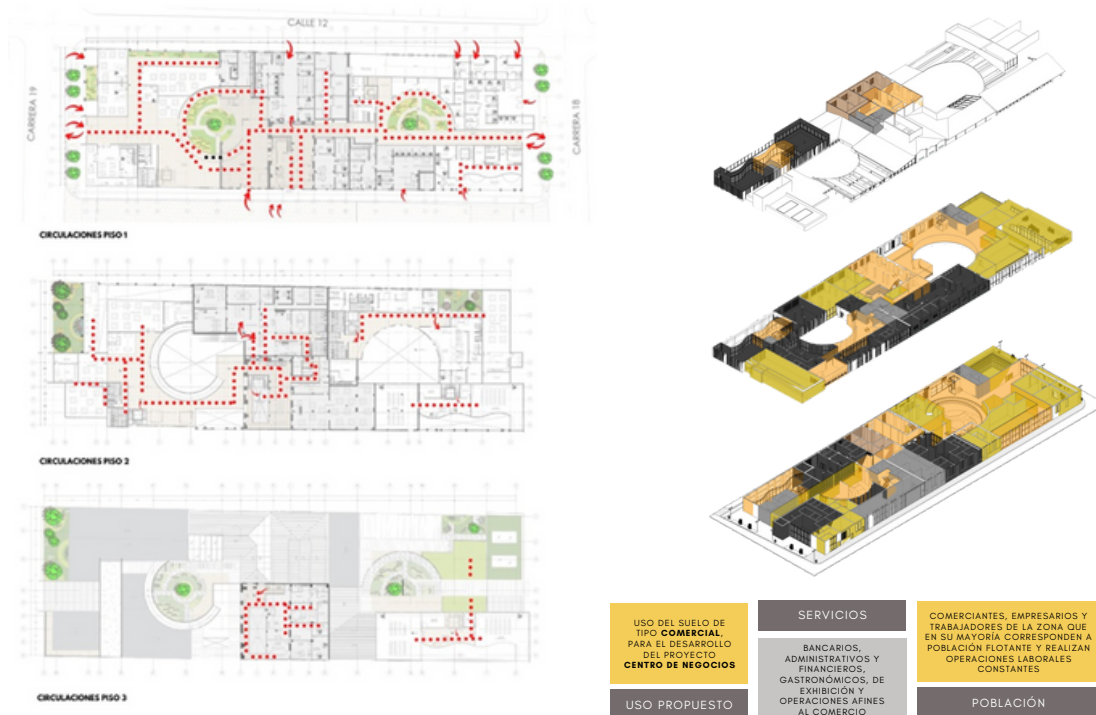 CALLE 12
CARRERA 19
CARRERA 18
CIRCULACIONES PISO 1
CIRCULACIONES PISO 2
CIRCULACIONES PISO 3
USO DEL SUELO DE
TIPO COMERCIAL,
PARA EL DESARROLLO
DEL PROYECTO
CENTRO DE NEGOCIOS
USO PROPUESTO
SERVICIOS
BANCARIOS,
ADMINISTRATIVOS Y
FINANCIEROS,
GASTRONÓMICOS, DE
EXHIBICIÓN Y
OPERACIONES AFINES
AL COMERCIO
COMERCIANTES, EMPRESARIOS Y
TRABAJADORES DE LA ZONA QUE
EN SU MAYORÍA CORRESPONDEN A
POBLACIÓN FLOTANTE Y REALIZAN
OPERACIONES LABORALES
CONSTANTES
POBLACIÓN